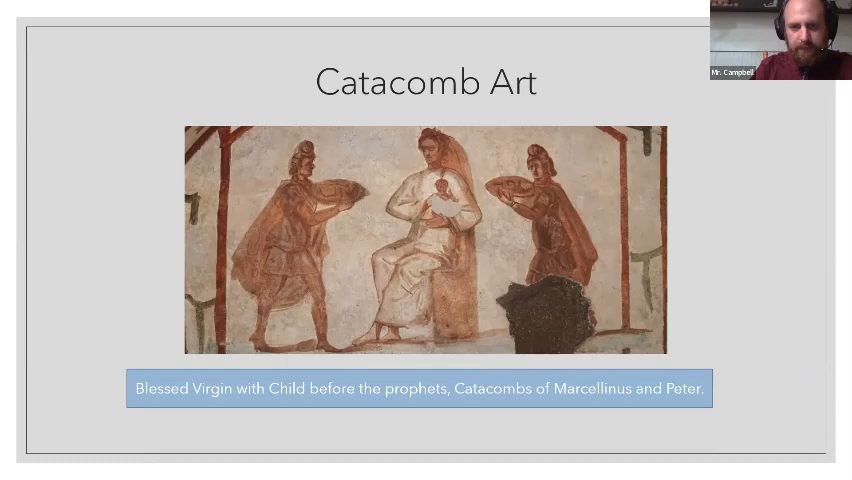 Mr. Campbell
Catacomb Art
Blessed Virgin with Child before the prophets, Catacombs of Marcellinus and Peter.